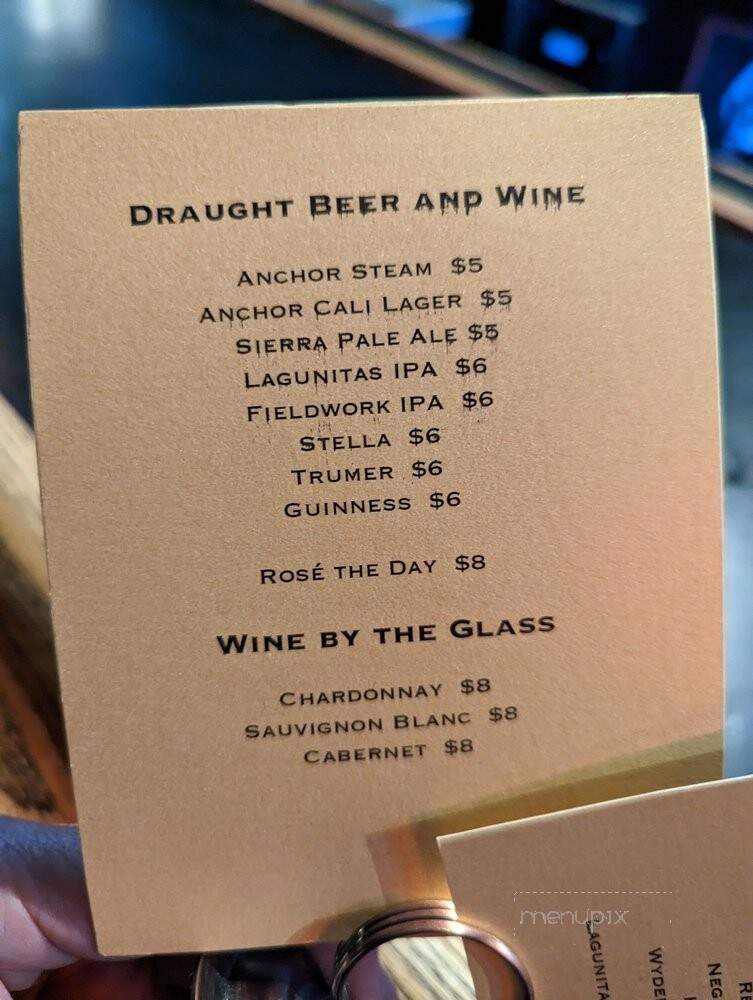 Draught Beer and Wine
Anchor Steam $5
Anchor Cali Lager $5
Sierra Pale Ale $5
Lagunitas IPA $6
Fieldwork IPA $6
Stella $6
Trumer $6
Guinness $6
Rosé the Day $8
Wine by the Glass
Chardonnay $8
Sauvignon Blanc $8
Cabernet $8
menupix